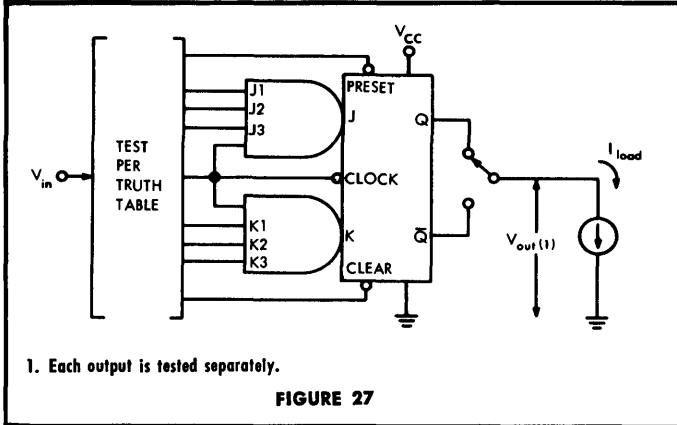 V_CC
PRESET
J1
J2
J3
J
Q
TEST
PER
TRUTH
TABLE
V_in
CLOCK
I_load
K1
K2
K3
K
Q̅
V_out(1)
CLEAR
1. Each output is tested separately.
FIGURE 27